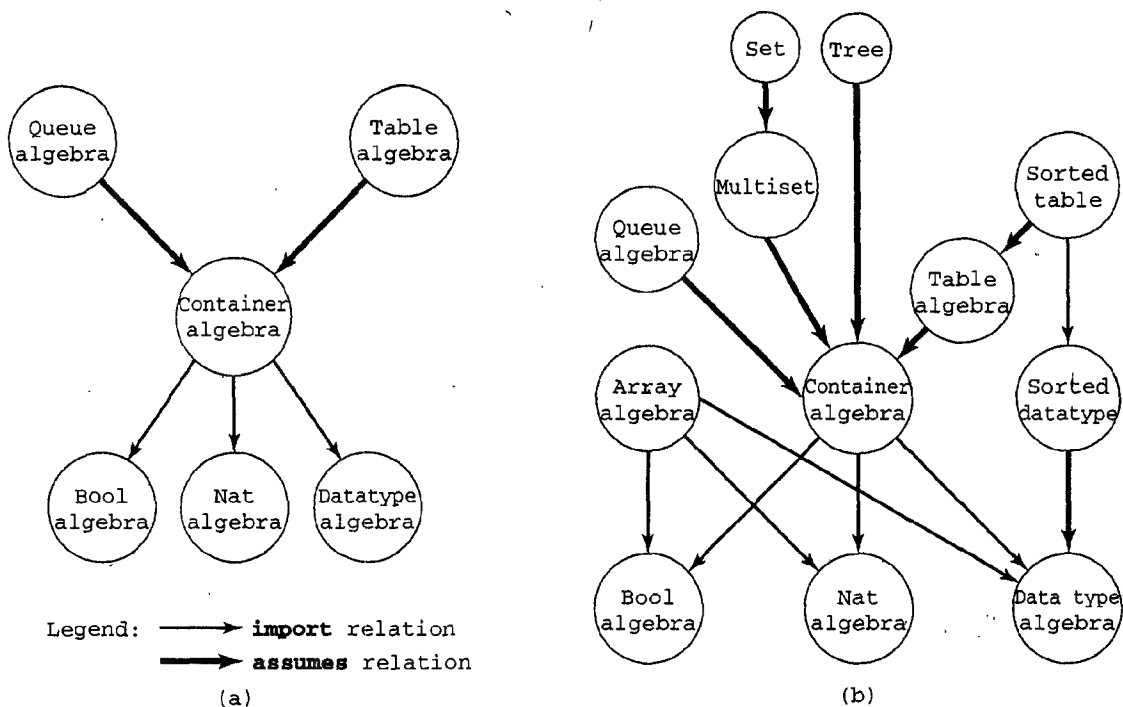 Queue
algebra
Table
algebra
Container
algebra
Bool
algebra
Nat
algebra
Datatype
algebra
Legend: import relation
assumes relation
(a)
Set
Tree
Multiset
Sorted
table
Queue
algebra
Table
algebra
Array
algebra
Container
algebra
Sorted
datatype
Bool
algebra
Nat
algebra
Data type
algebra
(b)